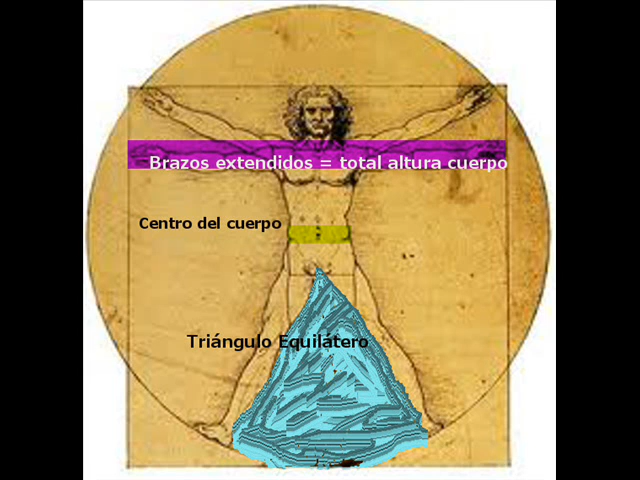 Brazos extendidos = total altura cuerpo
Centro del cuerpo
Triángulo Equilátero